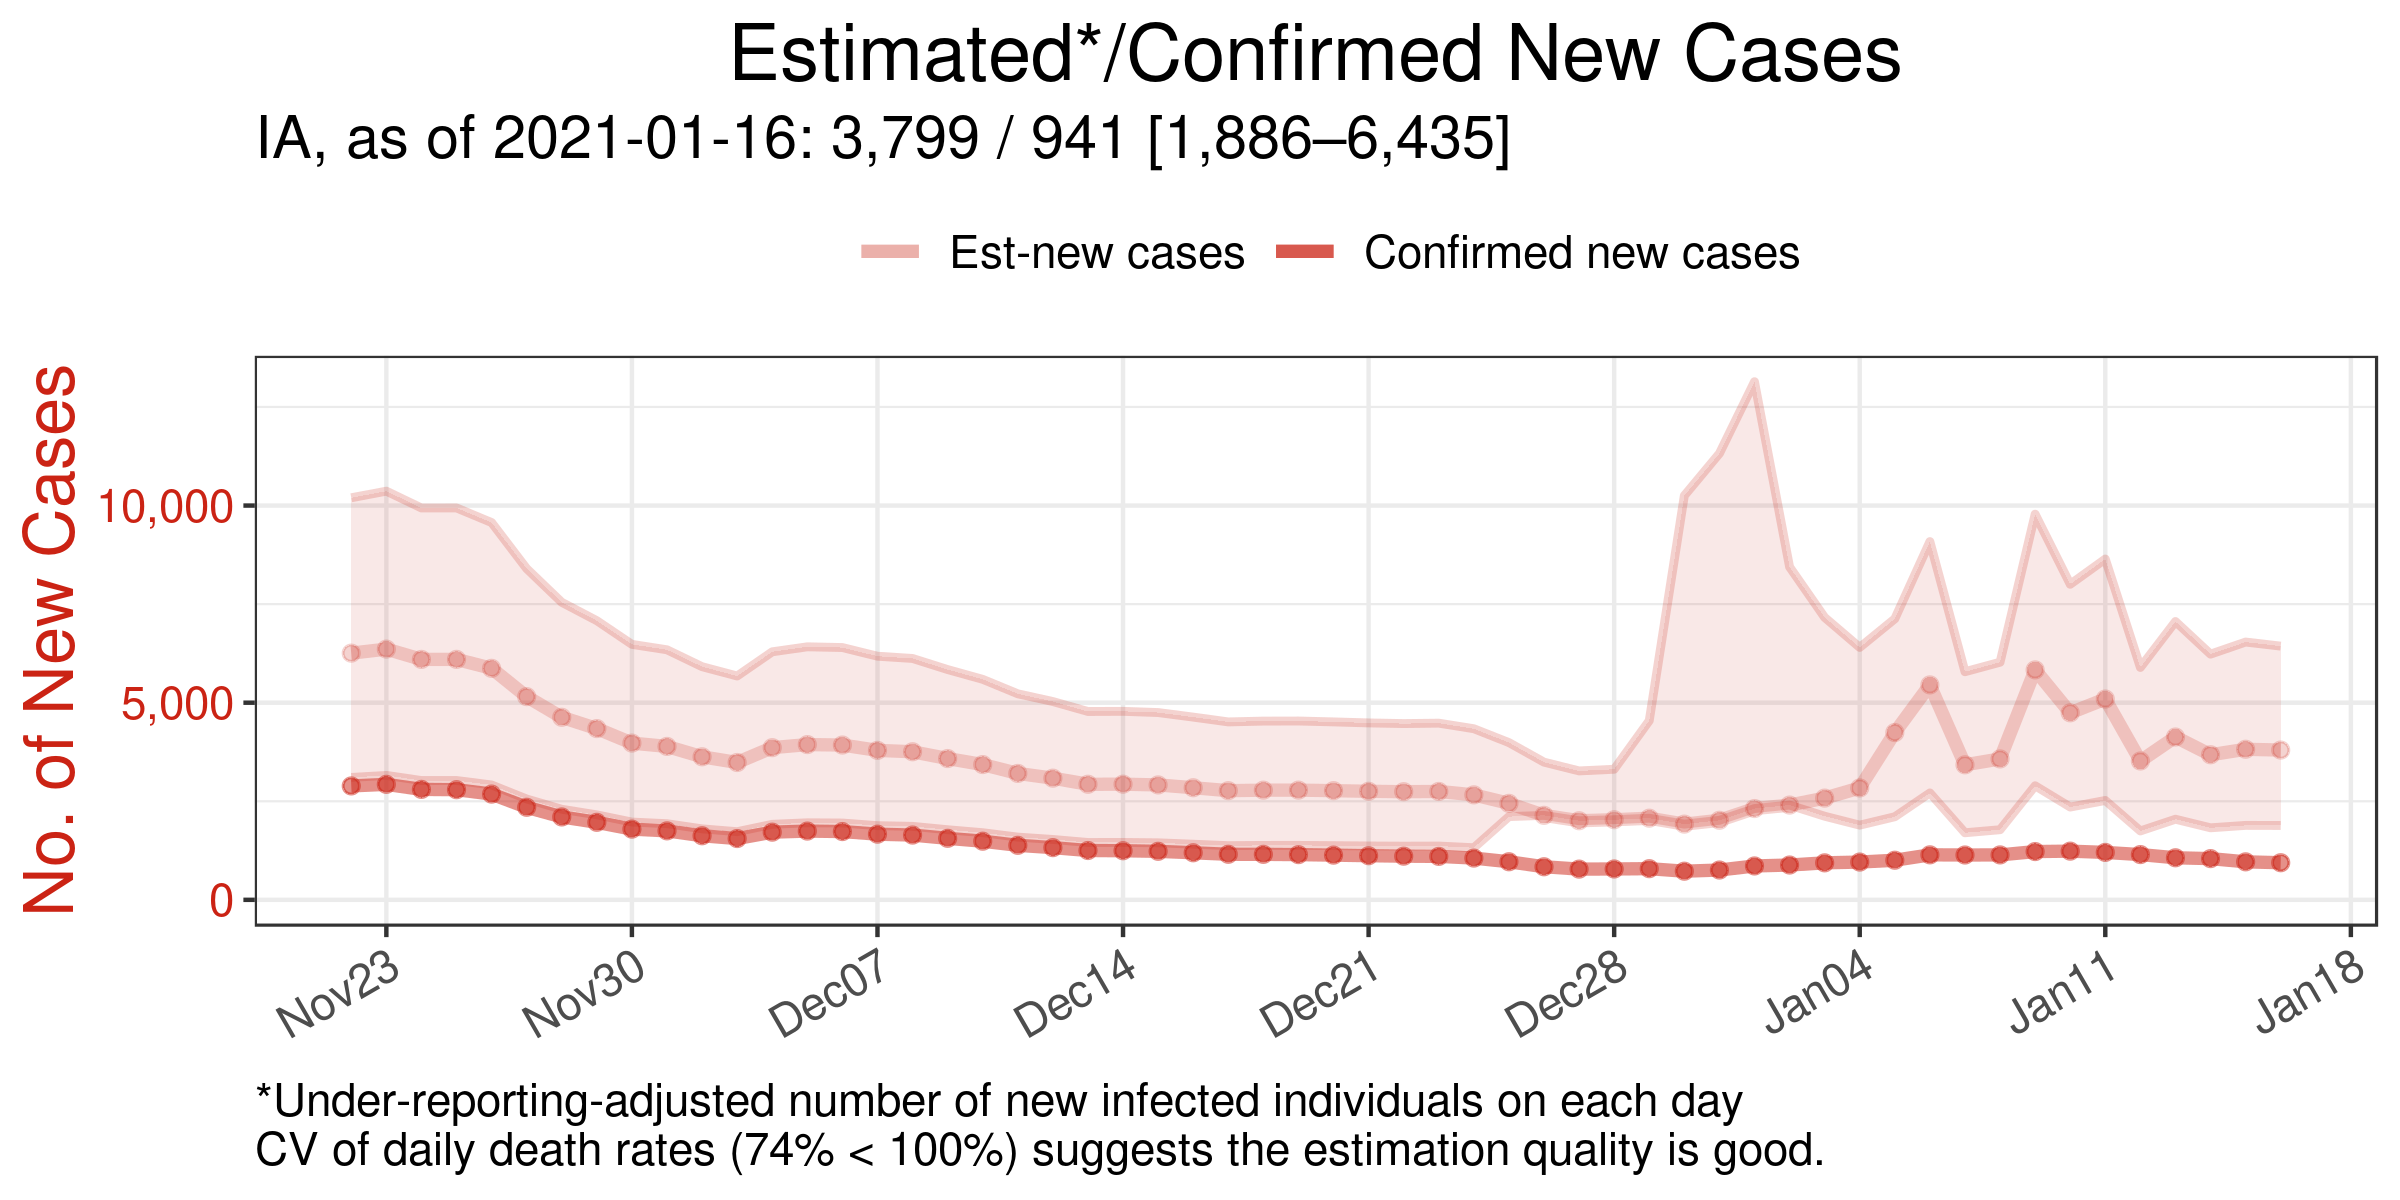 Estimated*/Confirmed New Cases
IA, as of 2021-01-16: 3,799 / 941 [1,886–6,435]
Est-new cases
Confirmed new cases
No. of New Cases
10,000
5,000
0
Nov23
Nov30
Dec07
Dec14
Dec21
Dec28
Jan04
Jan11
Jan18
*Under-reporting-adjusted number of new infected individuals on each day
CV of daily death rates (74% < 100%) suggests the estimation quality is good.